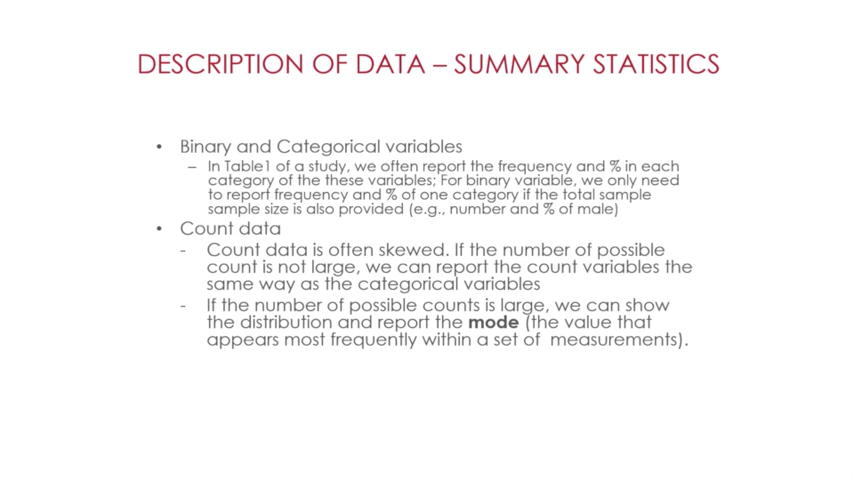 DESCRIPTION OF DATA – SUMMARY STATISTICS
• Binary and Categorical variables
– In Table1 of a study, we often report the frequency and % in each
category of the these variables; For binary variable, we only need
to report frequency and % of one category if the total sample
sample size is also provided (e.g., number and % of male)
• Count data
- Count data is often skewed. If the number of possible
count is not large, we can report the count variables the
same way as the categorical variables
- If the number of possible counts is large, we can show
the distribution and report the mode (the value that
appears most frequently within a set of measurements).